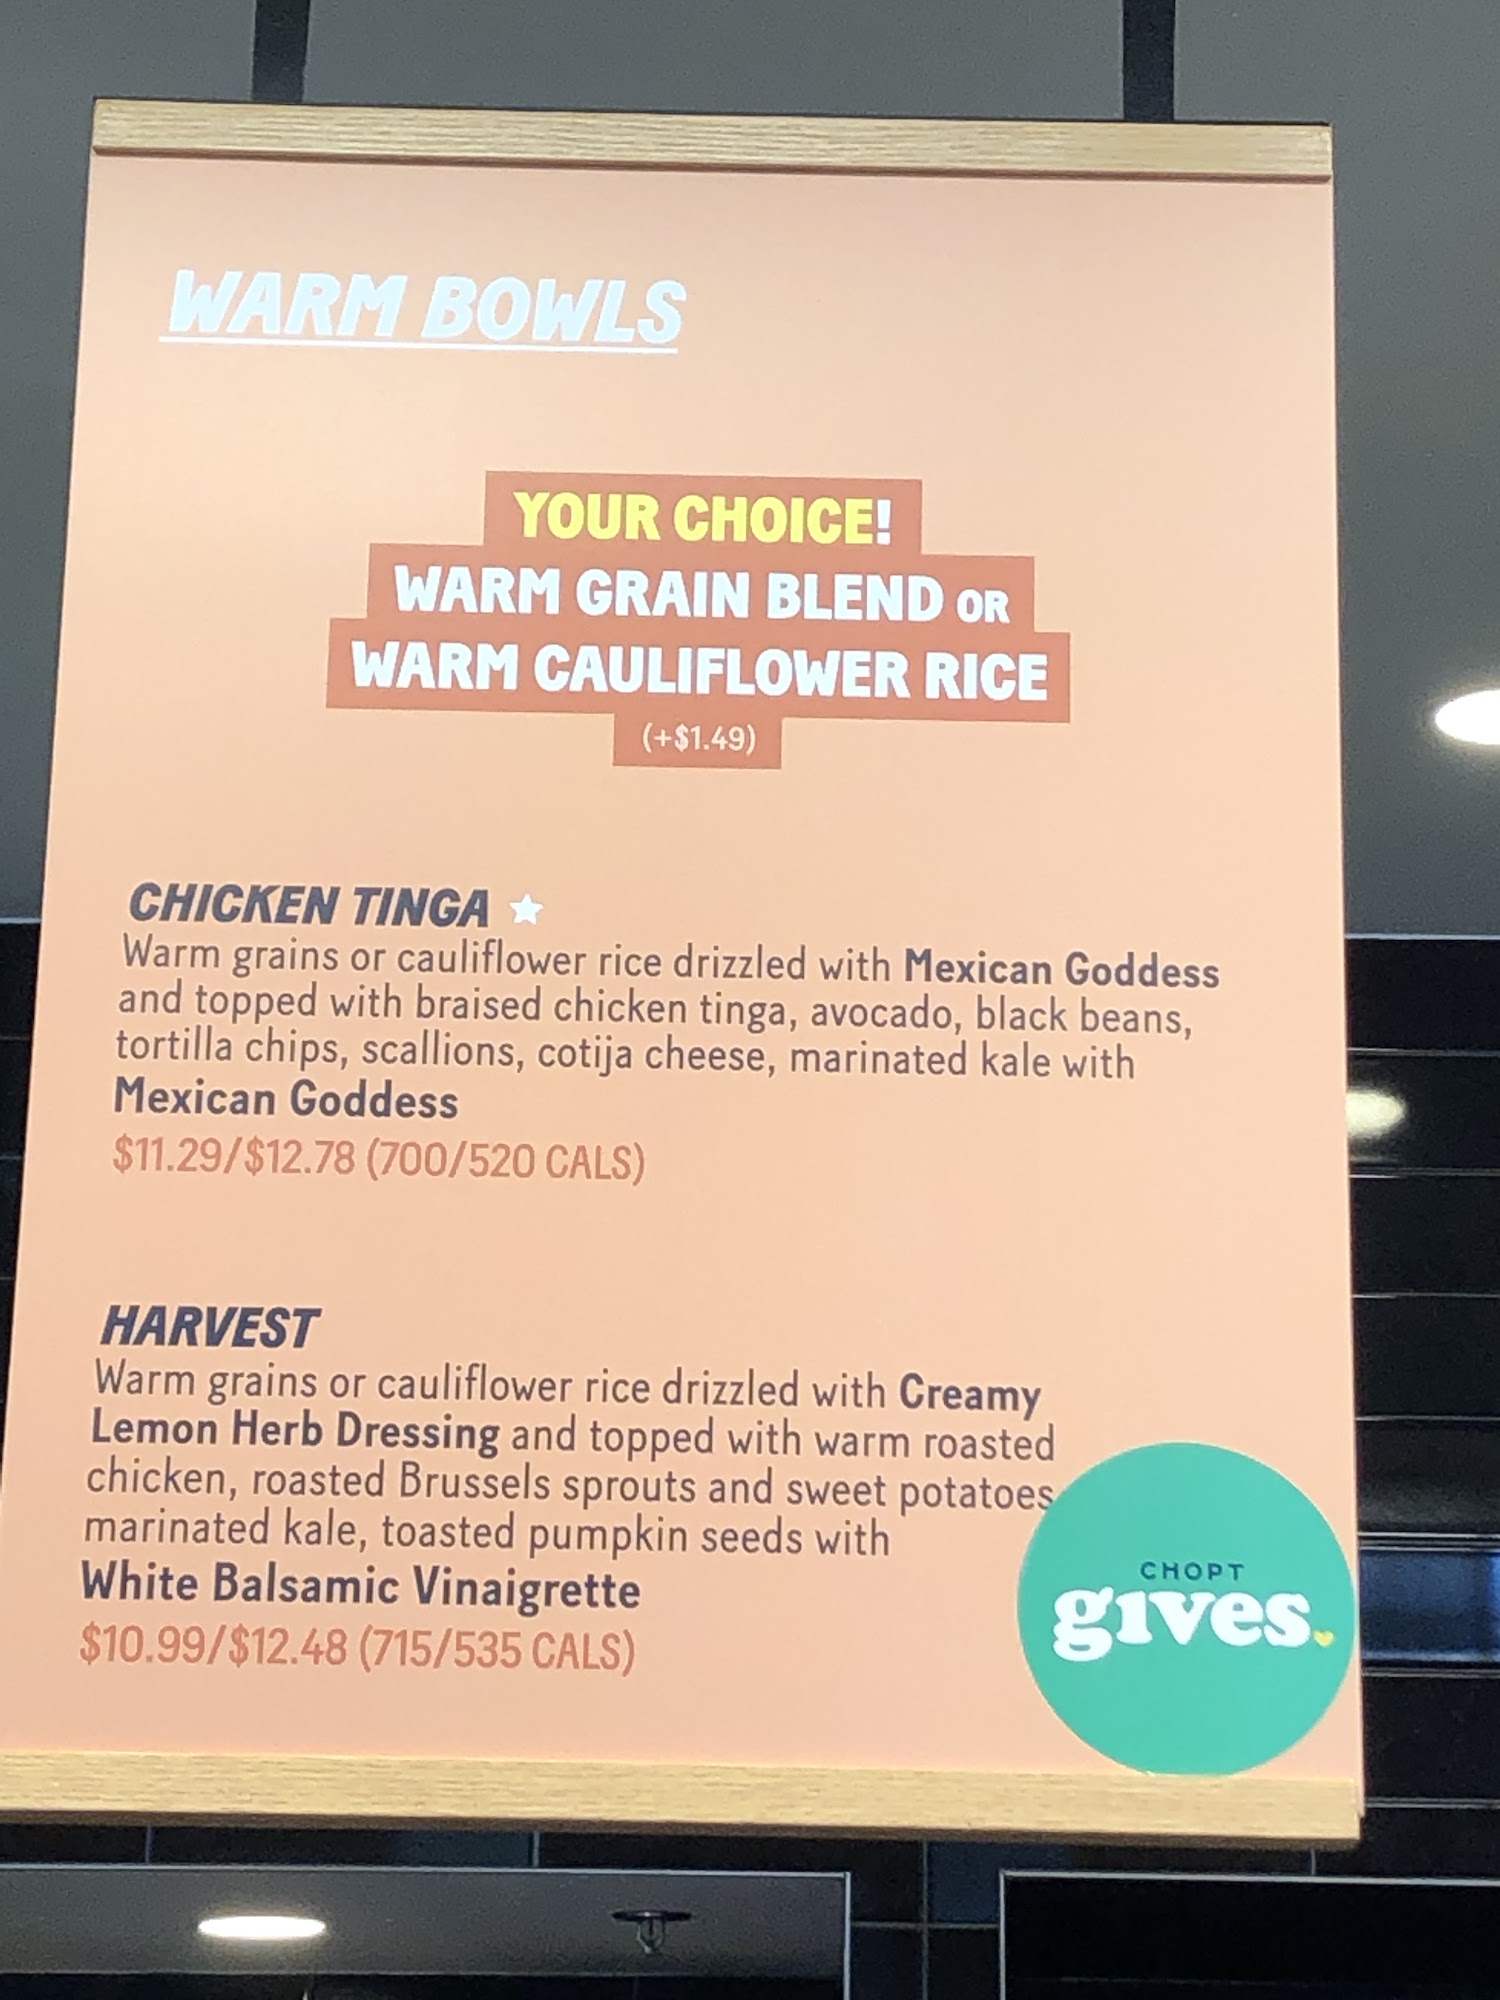 WARM BOWLS
YOUR CHOICE!
WARM GRAIN BLEND OR
WARM CAULIFLOWER RICE
(+$1.49)
CHICKEN TINGA ★
Warm grains or cauliflower rice drizzled with Mexican Goddess
and topped with braised chicken tinga, avocado, black beans,
tortilla chips, scallions, cotija cheese, marinated kale with
Mexican Goddess
$11.29/$12.78 (700/520 CALS)
HARVEST
Warm grains or cauliflower rice drizzled with Creamy
Lemon Herb Dressing and topped with warm roasted
chicken, roasted Brussels sprouts and sweet potatoes
marinated kale, toasted pumpkin seeds with
White Balsamic Vinaigrette
$10.99/$12.48 (715/535 CALS)
CHOPT
gives.